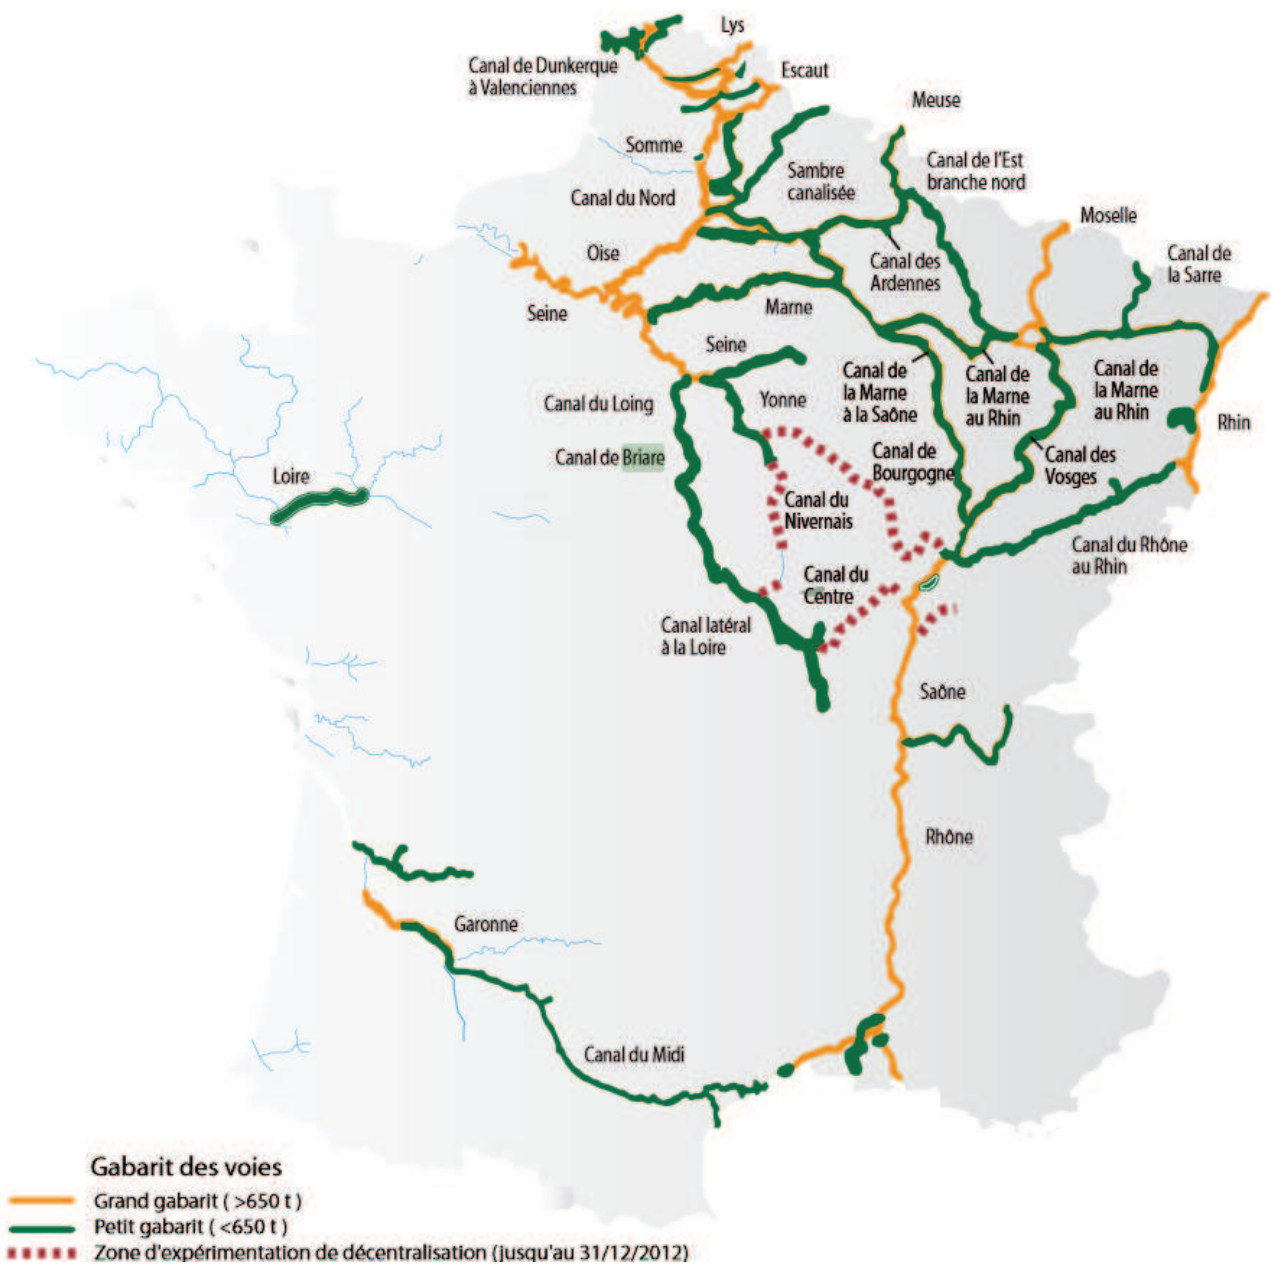 Lys
Canal de Dunkerque
à Valenciennes
Escaut
Meuse
Somme
Sambre
canalisée
Canal de l'Est
branche nord
Canal du Nord
Moselle
Oise
Canal des
Ardennes
Canal de
la Sarre
Seine
Marne
Seine
Canal de
la Marne
à la Saône
Canal de
la Marne
au Rhin
Canal de
la Marne
au Rhin
Canal du Loing
Yonne
Rhin
Canal de Briare
Canal de
Bourgogne
Canal des
Vosges
Loire
Canal du
Nivernais
Canal du Rhône
au Rhin
Canal du
Centre
Canal latéral
à la Loire
Saône
Rhône
Garonne
Canal du Midi
Gabarit des voies
Grand gabarit ( >650 t )
Petit gabarit ( <650 t )
Zone d'expérimentation de décentralisation (jusqu'au 31/12/2012)